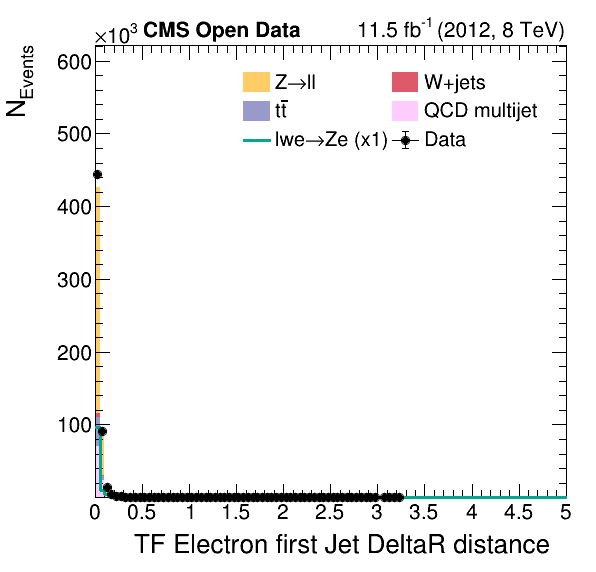 ×10³ CMS Open Data 11.5 fb⁻¹ (2012, 8 TeV)
N_Events
600
500
400
300
200
100
Z→ll W+jets
tt̄ QCD multijet
lwe→Ze (x1) Data
0 0.5 1 1.5 2 2.5 3 3.5 4 4.5 5
TF Electron first Jet DeltaR distance